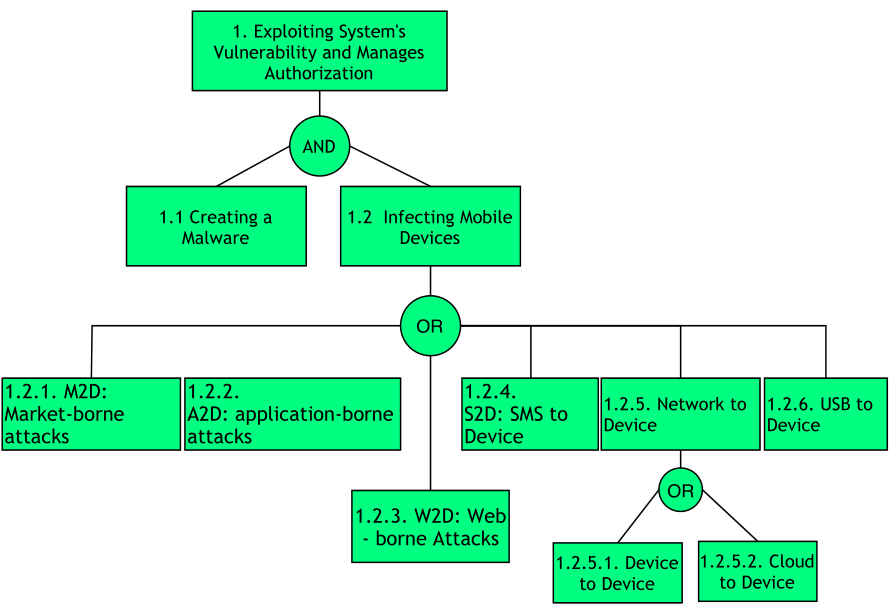 1. Exploiting System's
Vulnerability and Manages
Authorization
AND
1.1 Creating a
Malware
1.2 Infecting Mobile
Devices
OR
1.2.1. M2D:
Market-borne
attacks
1.2.2.
A2D: application-borne
attacks
1.2.4.
S2D: SMS to
Device
1.2.5. Network to
Device
1.2.6. USB to
Device
1.2.3. W2D: Web
- borne Attacks
OR
1.2.5.1. Device
to Device
1.2.5.2. Cloud
to Device